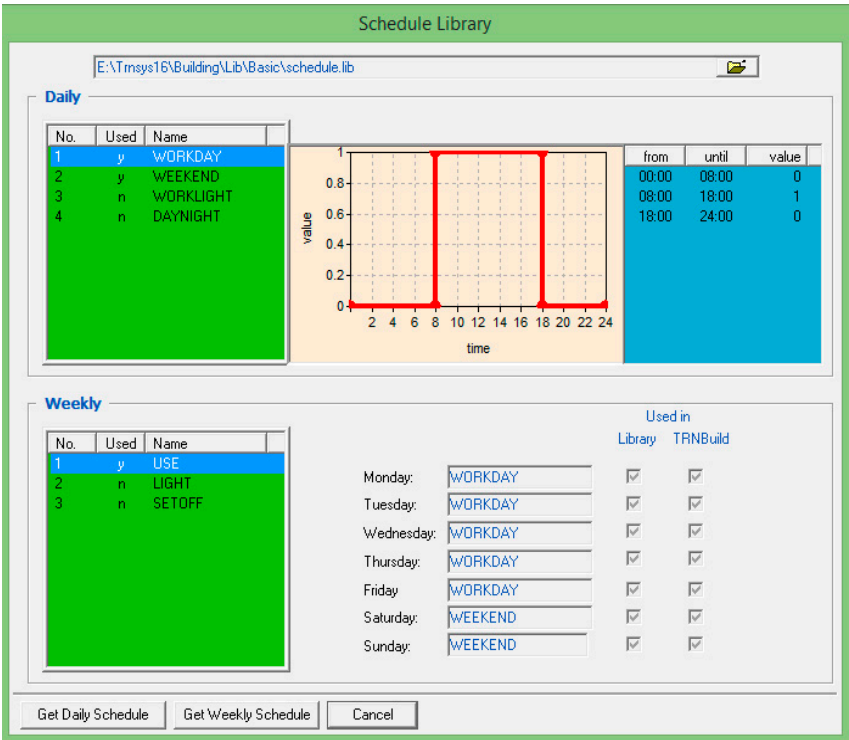 Schedule Library
E:\Trnsys16\Building\Lib\Basic\schedule.lib
Daily
No. Used Name
1 y WORKDAY
2 y WEEKEND
3 n WORKLIGHT
4 n DAYNIGHT
value
1
0.8
0.6
0.4
0.2
0
2 4 6 8 10 12 14 16 18 20 22 24
time
from until value
00:00 08:00 0
08:00 18:00 1
18:00 24:00 0
Weekly
No. Used Name
1 y USE
2 n LIGHT
3 n SETOFF
Used in
Library TRNBuild
Monday: WORKDAY
Tuesday: WORKDAY
Wednesday: WORKDAY
Thursday: WORKDAY
Friday WORKDAY
Saturday: WEEKEND
Sunday: WEEKEND
Get Daily Schedule Get Weekly Schedule Cancel